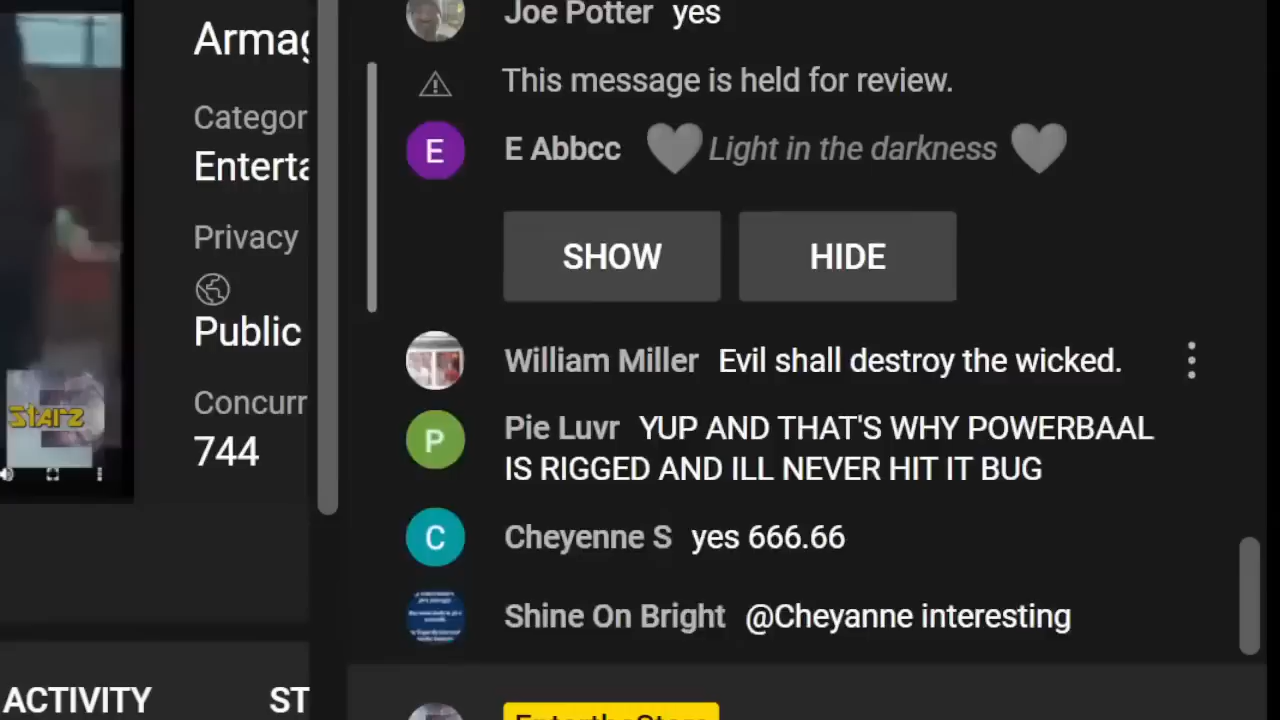 Joe Potter yes
Armag
This message is held for review.
Categor
E E Abbcc Light in the darkness
Enterta
Privacy
SHOW HIDE
Public
William Miller Evil shall destroy the wicked.
Concurr
Starz
P Pie Luvr YUP AND THAT'S WHY POWERBAAL
744
IS RIGGED AND ILL NEVER HIT IT BUG
C Cheyenne S yes 666.66
Shine On Bright @Cheyanne interesting
ACTIVITY ST
EntertheStars